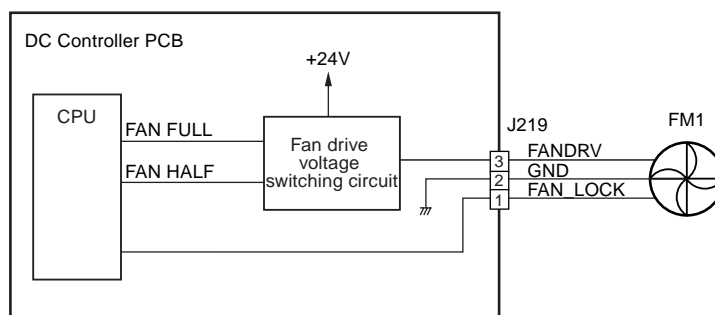 DC Controller PCB
+24V
CPU
FAN FULL
FAN HALF
Fan drive
voltage
switching circuit
J219
FM1
3
FANDRV
2
GND
1
FAN_LOCK